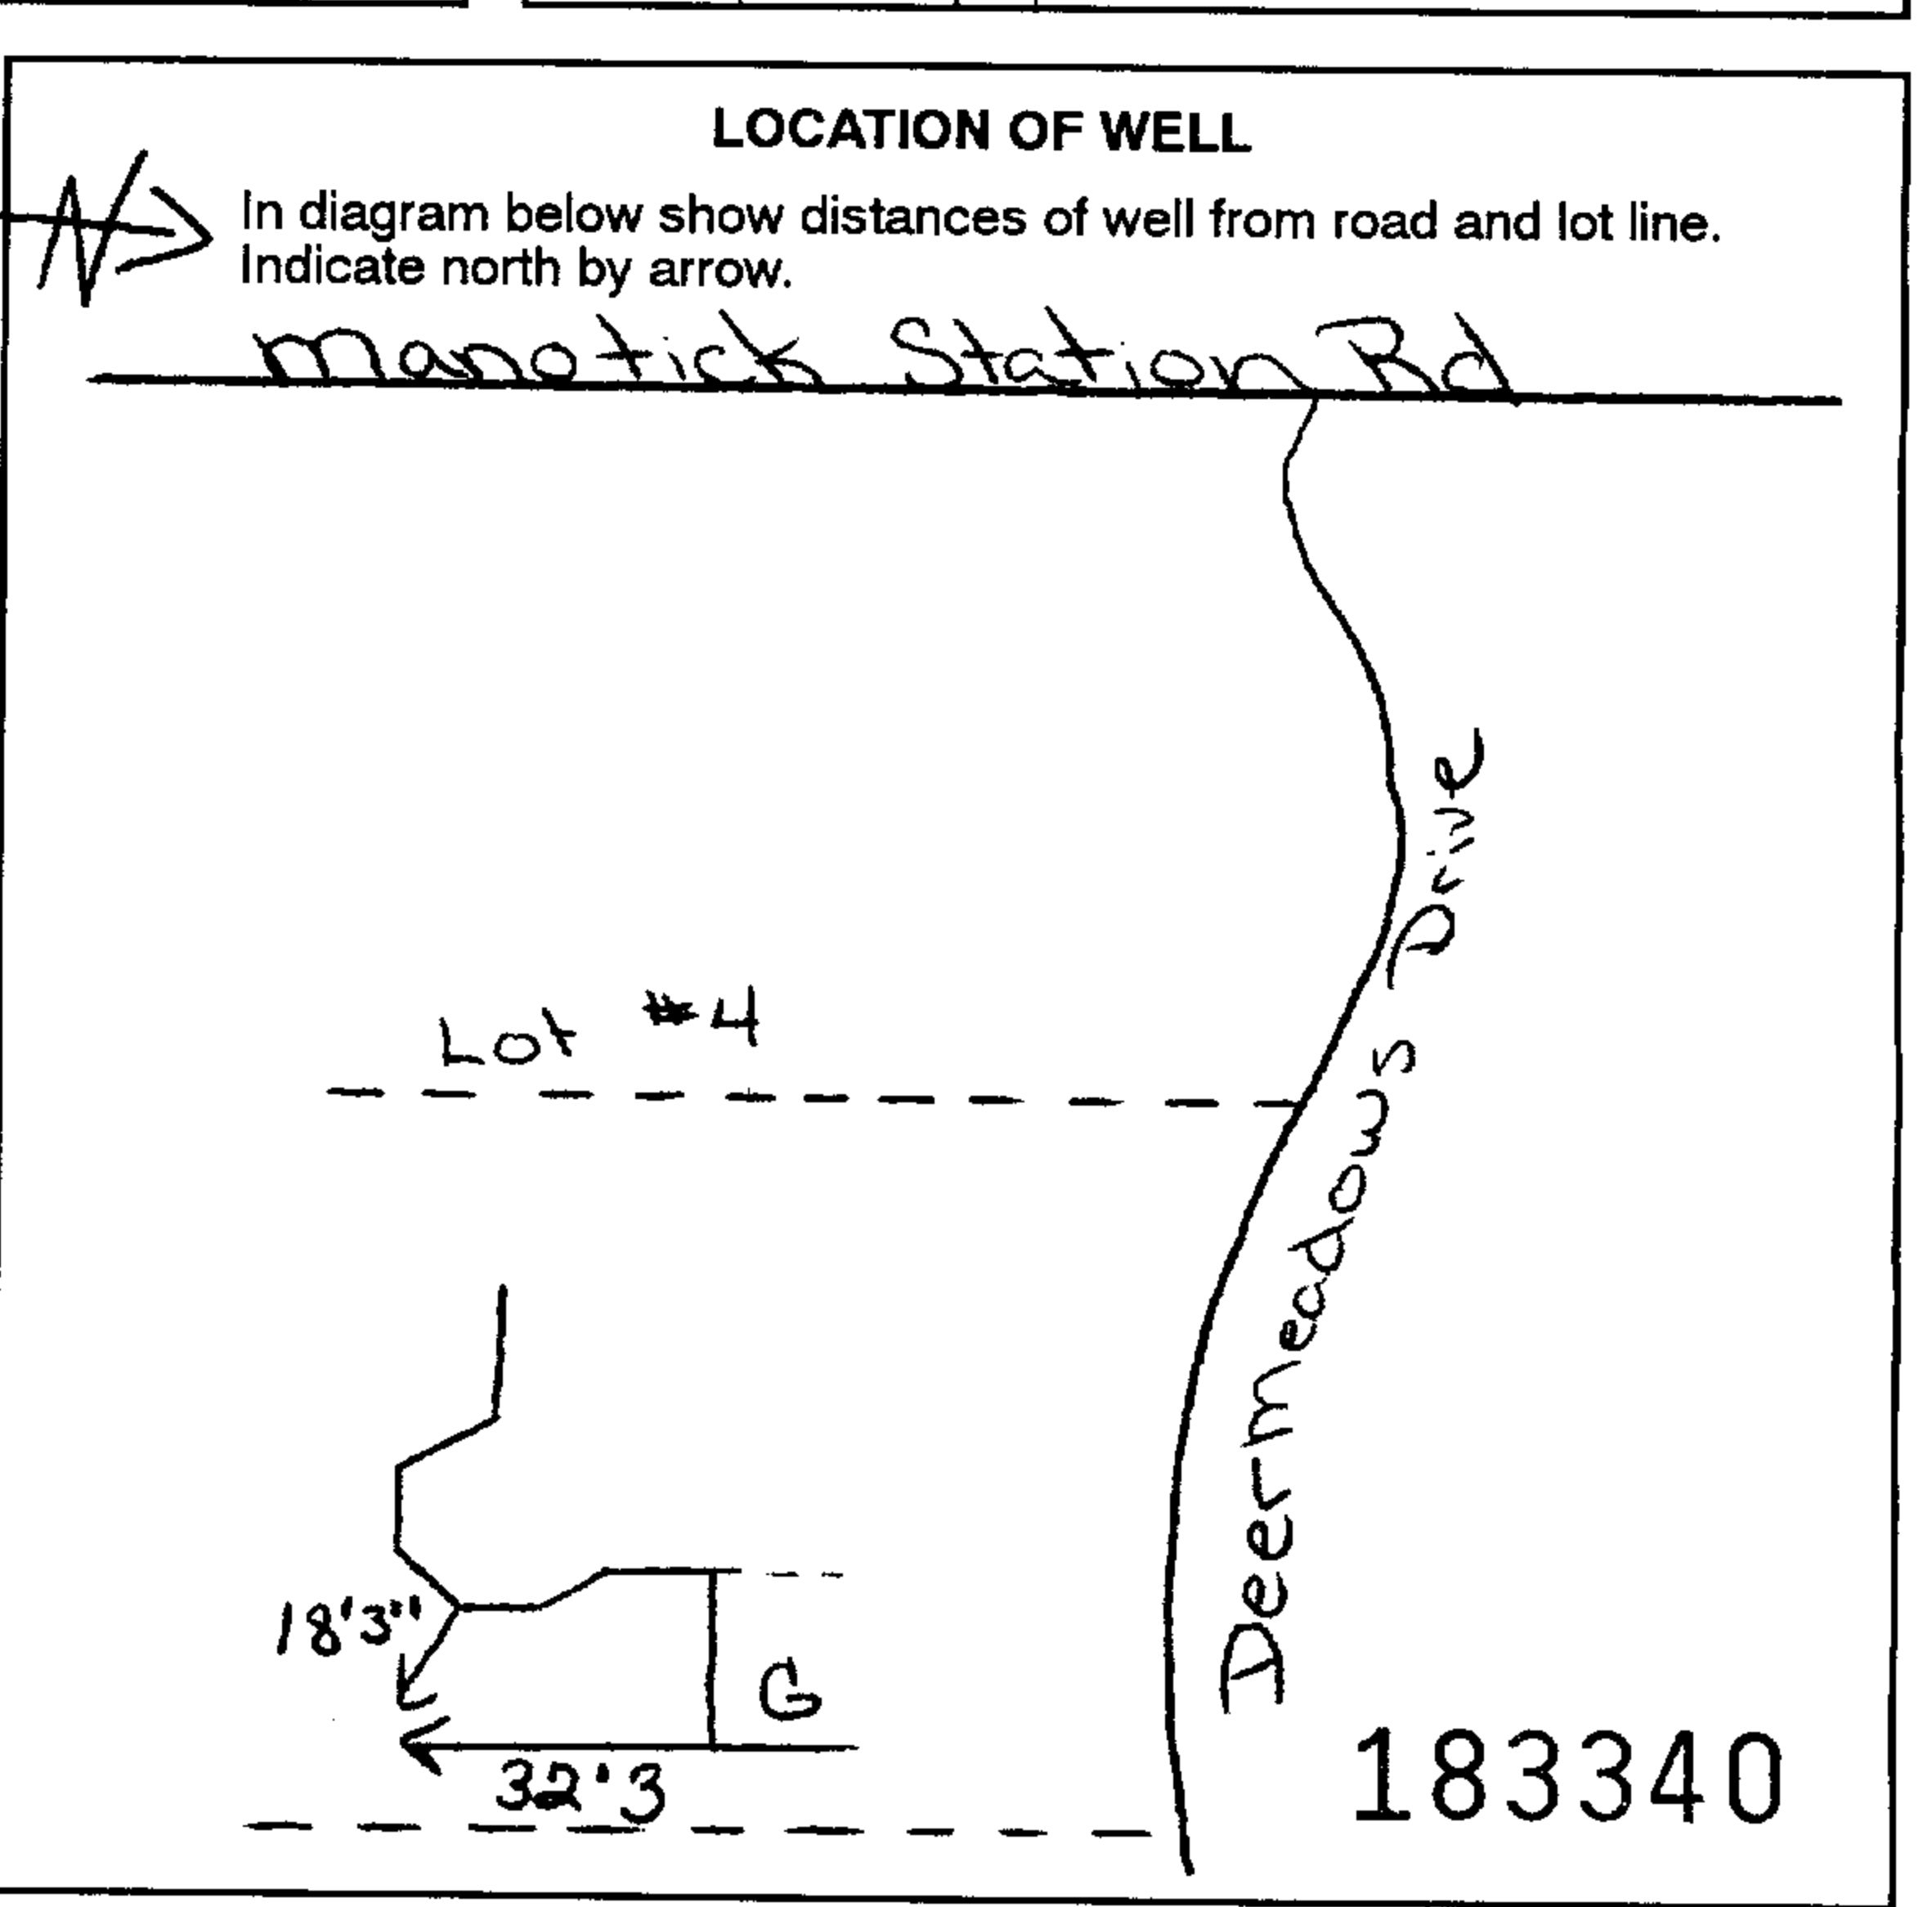 LOCATION OF WELL
N
In diagram below show distances of well from road and lot line.
Indicate north by arrow.
Manotick Station Rd
Deermeadows Drive
Lot #4
18'3"
G
32'3
183340